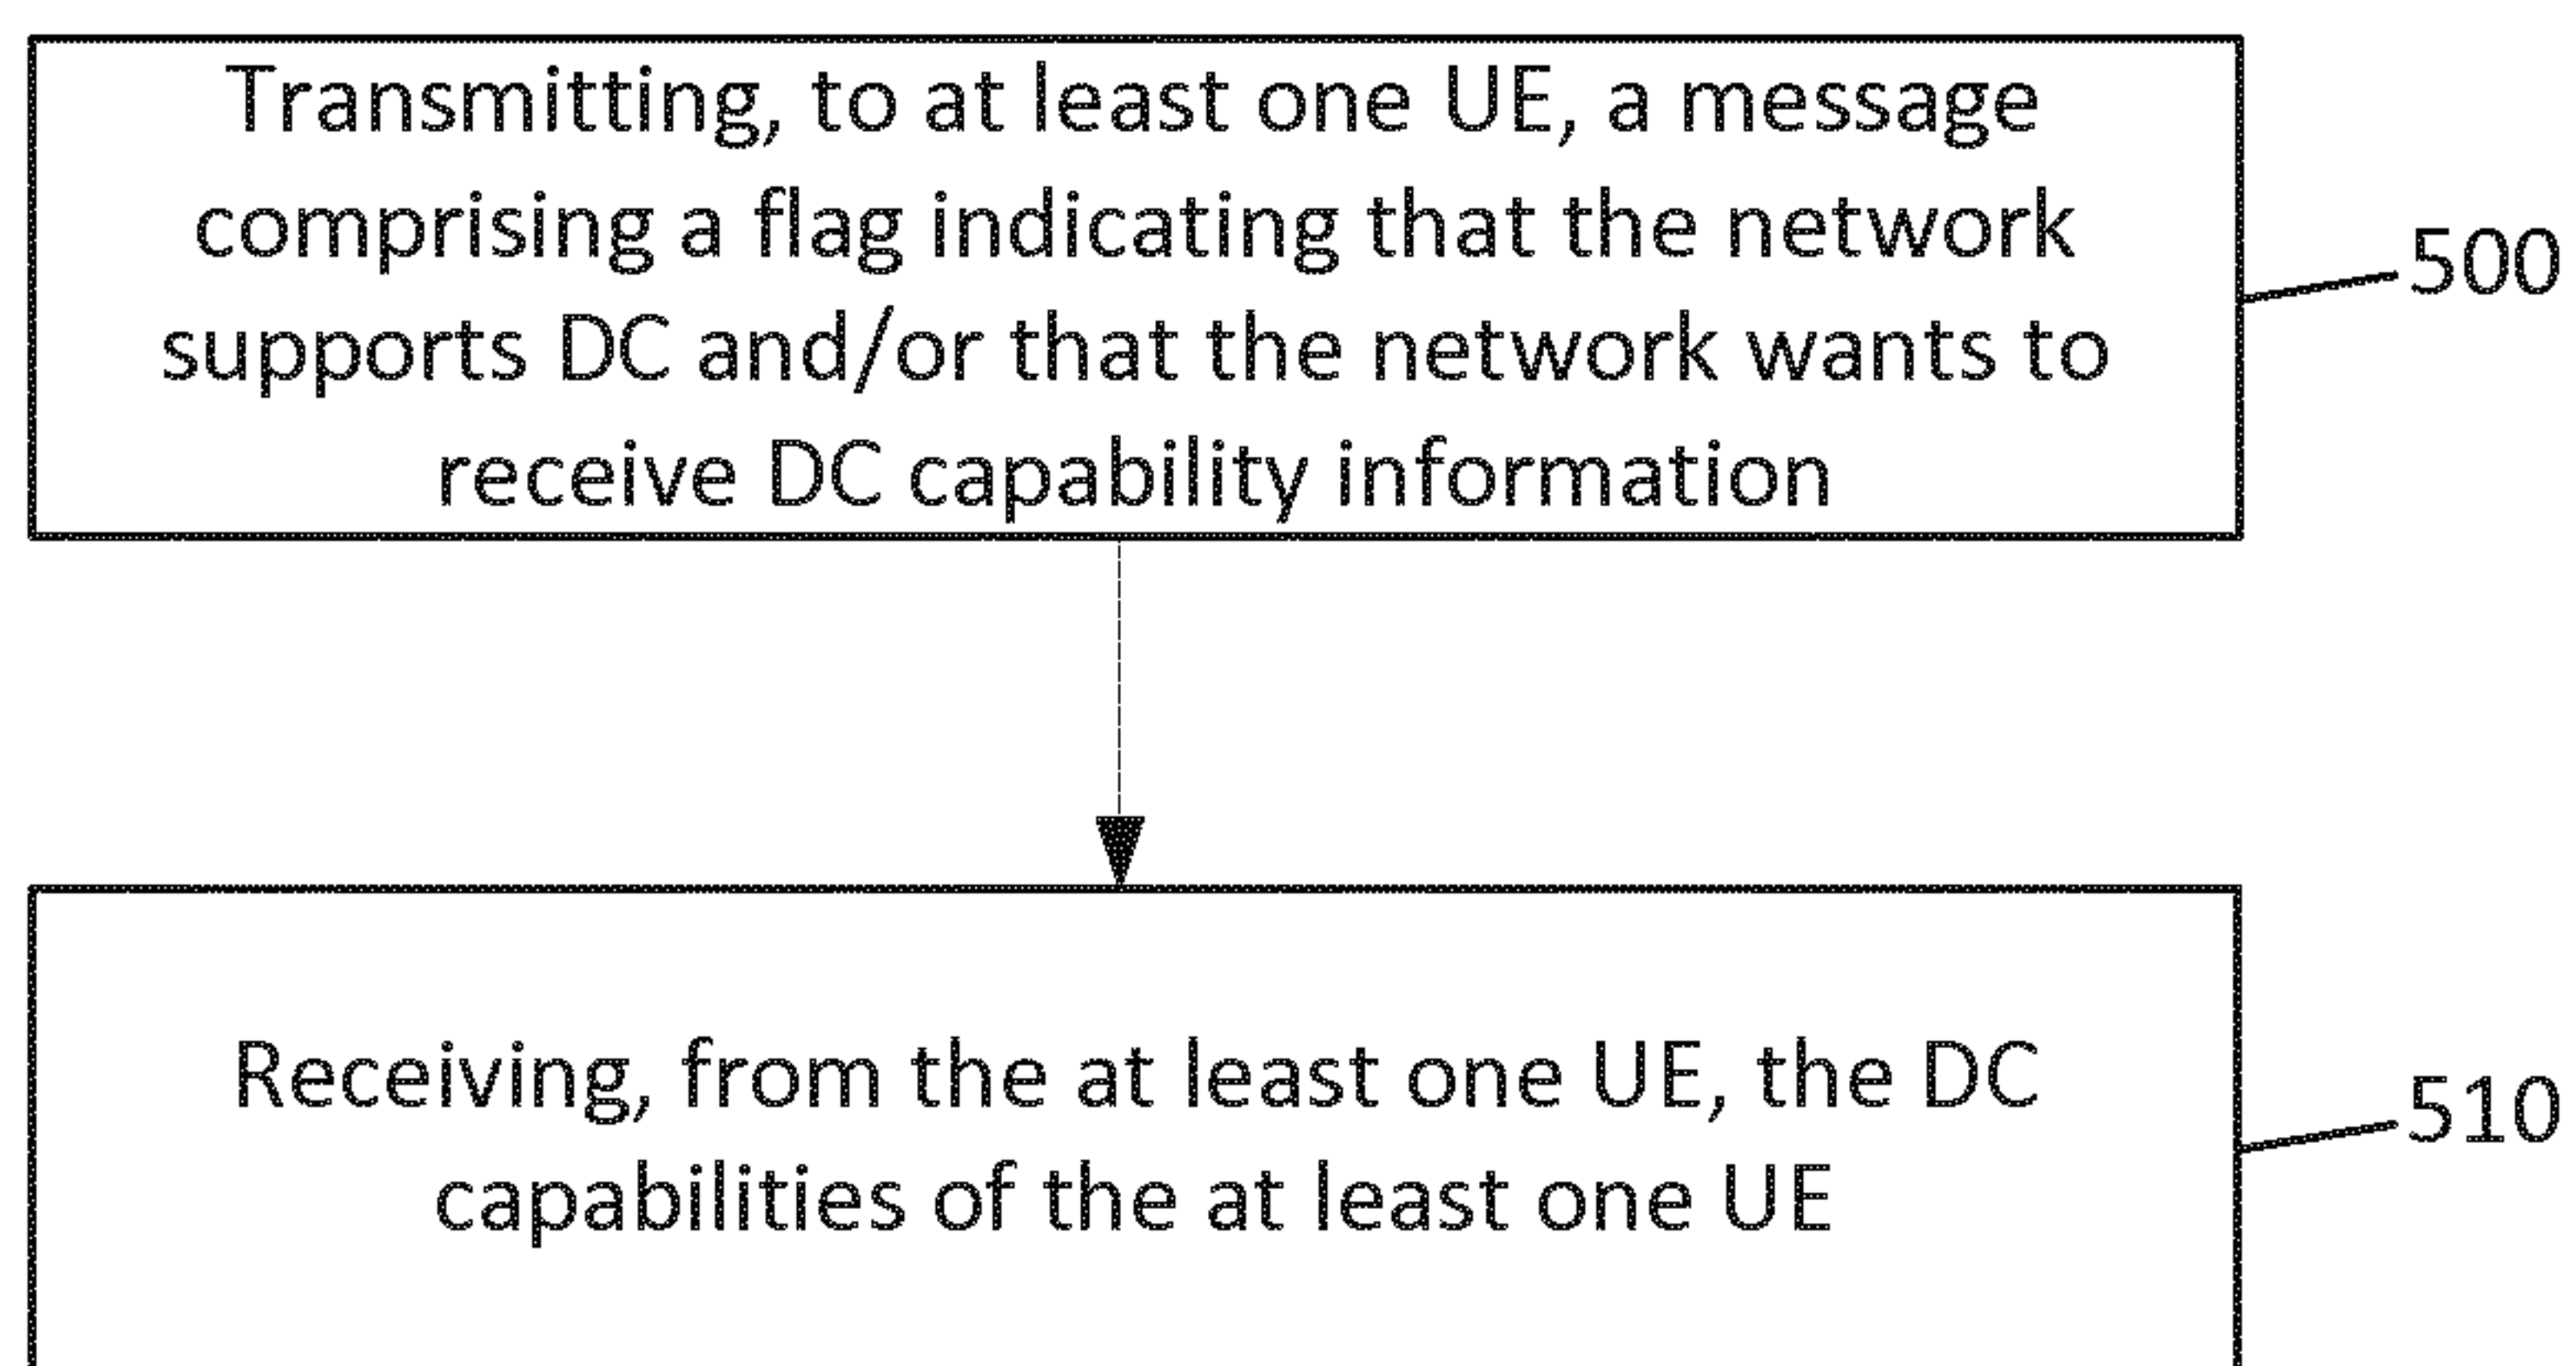 Transmitting, to at least one UE, a message
comprising a flag indicating that the network
supports DC and/or that the network wants to
receive DC capability information
500
Receiving, from the at least one UE, the DC
capabilities of the at least one UE
510